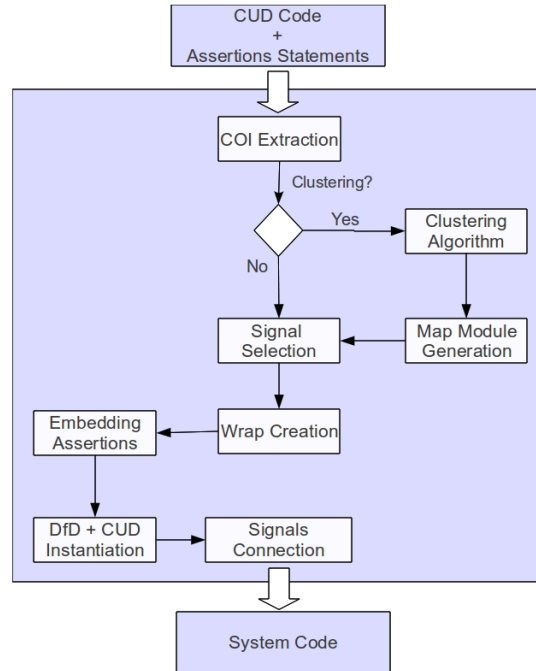 CUD Code
+
Assertions Statements
COI Extraction
Clustering?
Yes
Clustering
Algorithm
No
Signal
Selection
Map Module
Generation
Embedding
Assertions
Wrap Creation
DfD + CUD
Instantiation
Signals
Connection
System Code